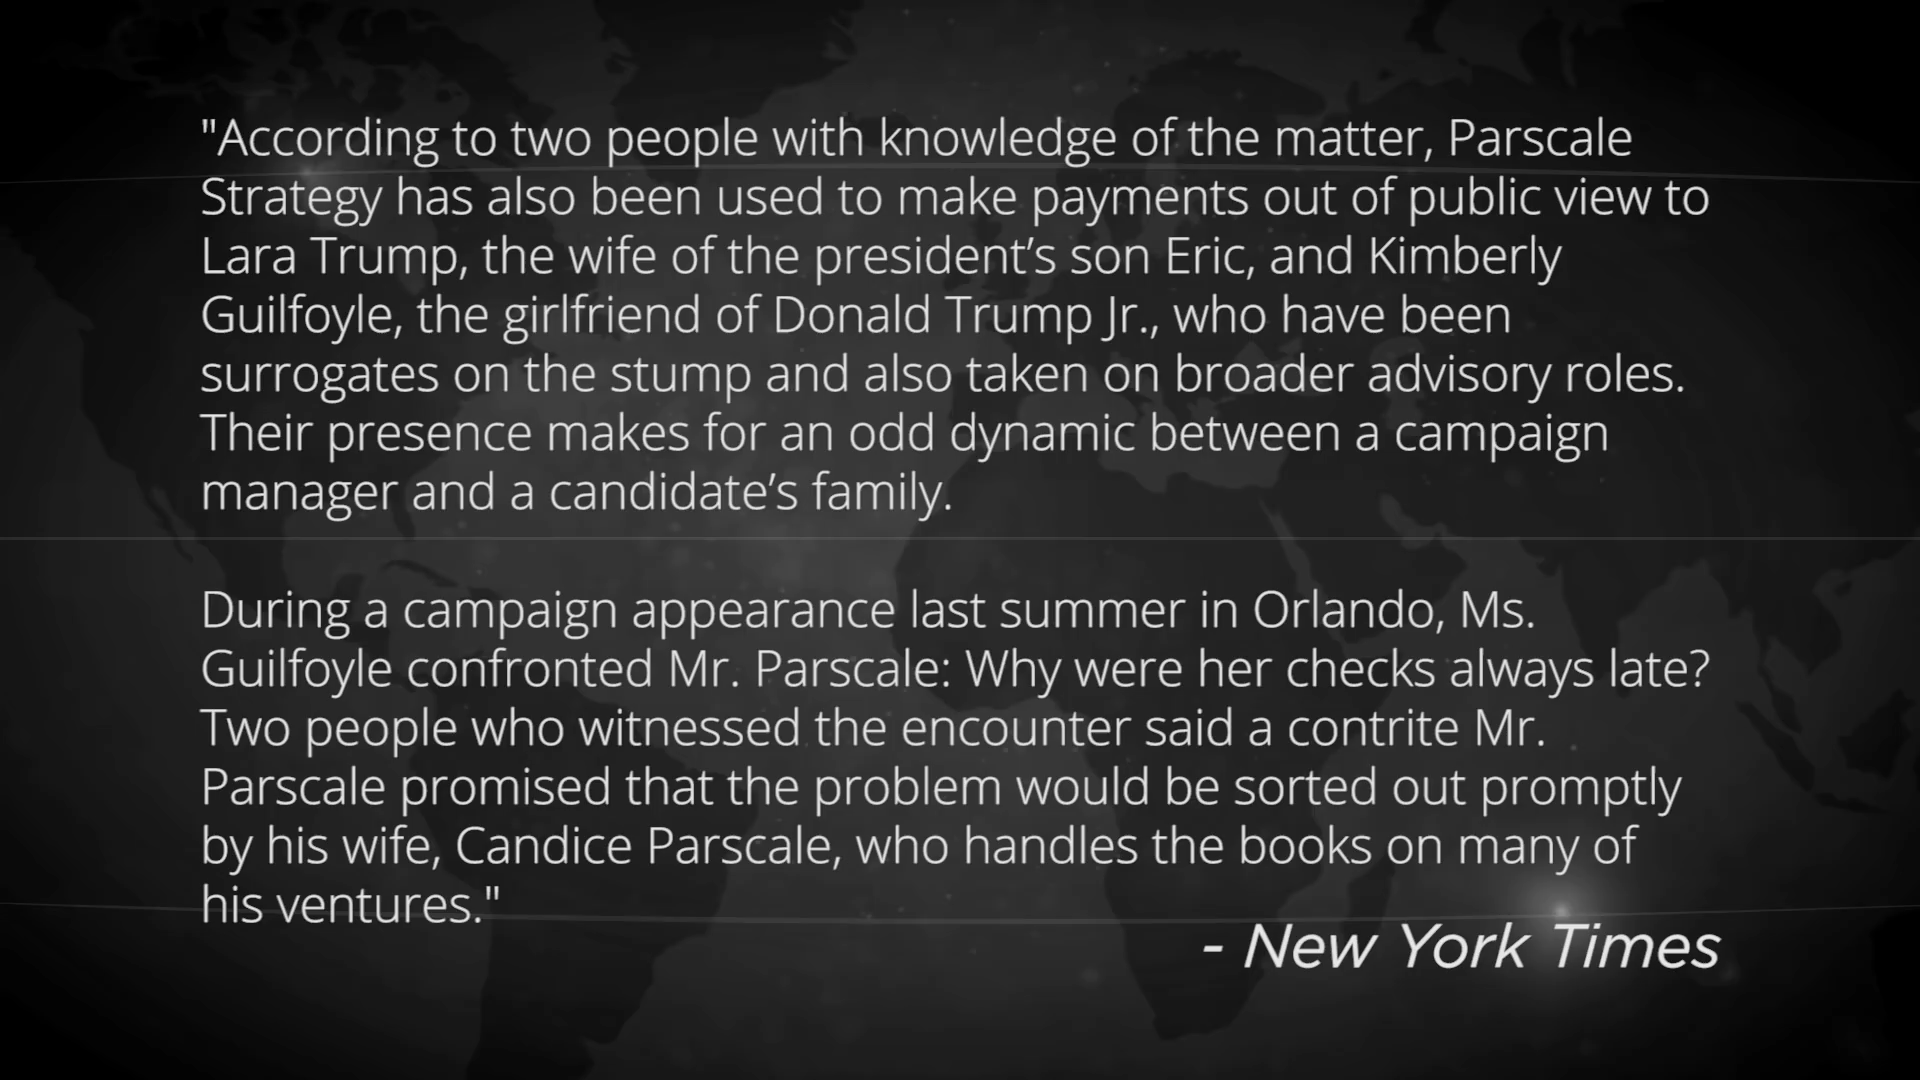 "According to two people with knowledge of the matter, Parscale
Strategy has also been used to make payments out of public view to
Lara Trump, the wife of the president’s son Eric, and Kimberly
Guilfoyle, the girlfriend of Donald Trump Jr., who have been
surrogates on the stump and also taken on broader advisory roles.
Their presence makes for an odd dynamic between a campaign
manager and a candidate’s family.
During a campaign appearance last summer in Orlando, Ms.
Guilfoyle confronted Mr. Parscale: Why were her checks always late?
Two people who witnessed the encounter said a contrite Mr.
Parscale promised that the problem would be sorted out promptly
by his wife, Candice Parscale, who handles the books on many of
his ventures."
- New York Times